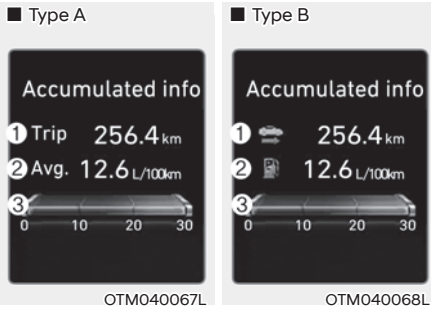 ■ Type A
Accumulated info
1 Trip 256.4 km
2 Avg. 12.6 L/100km
3
0 10 20 30
OTM040067L
■ Type B
Accumulated info
1 256.4 km
2 12.6 L/100km
3
0 10 20 30
OTM040068L